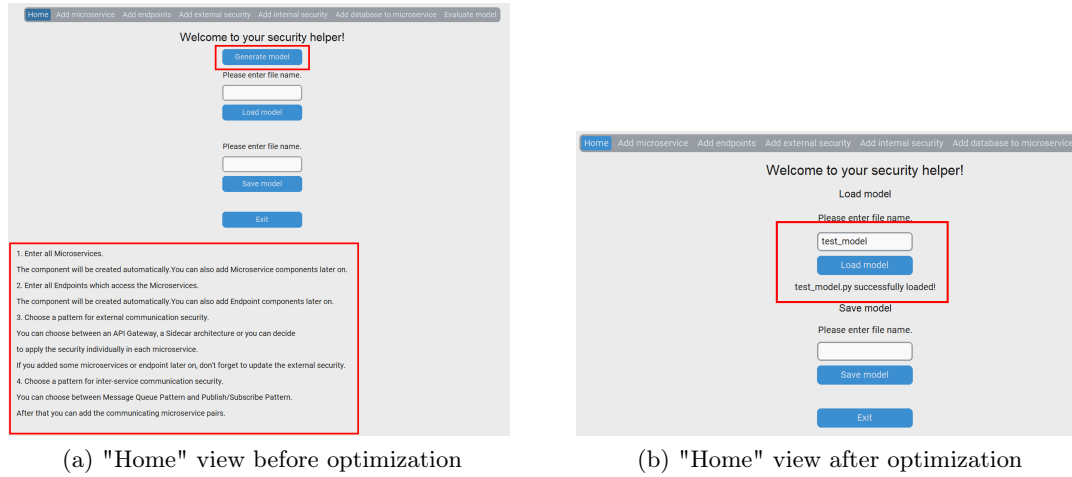 Home Add microservice Add endpoints Add external security Add internal security Add database to microservice Evaluate model
Welcome to your security helper!
Generate model
Please enter file name.
Load model
Please enter file name.
Save model
Exit
1. Enter all Microservices.
The component will be created automatically.You can also add Microservice components later on.
2. Enter all Endpoints which access the Microservices.
The component will be created automatically.You can also add Endpoint components later on.
3. Choose a pattern for external communication security.
You can choose between an API Gateway, a Sidecar architecture or you can decide
to apply the security individually in each microservice.
If you added some microservices or endpoint later on, don't forget to update the external security.
4. Choose a pattern for inter-service communication security.
You can choose between Message Queue Pattern and Publish/Subscribe Pattern.
After that you can add the communicating microservice pairs.
(a) "Home" view before optimization
Home Add microservice Add endpoints Add external security Add internal security Add database to microservice
Welcome to your security helper!
Load model
Please enter file name.
test_model
Load model
test_model.py successfully loaded!
Save model
Please enter file name.
Save model
Exit
(b) "Home" view after optimization